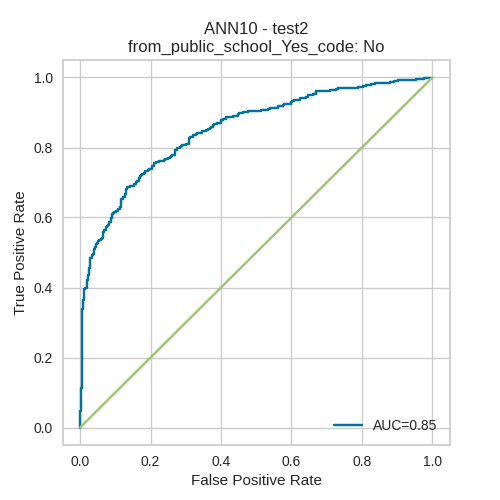 ANN10 - test2
from_public_school_Yes_code: No
True Positive Rate
1.0
0.8
0.6
0.4
0.2
0.0
AUC=0.85
0.0 0.2 0.4 0.6 0.8 1.0
False Positive Rate